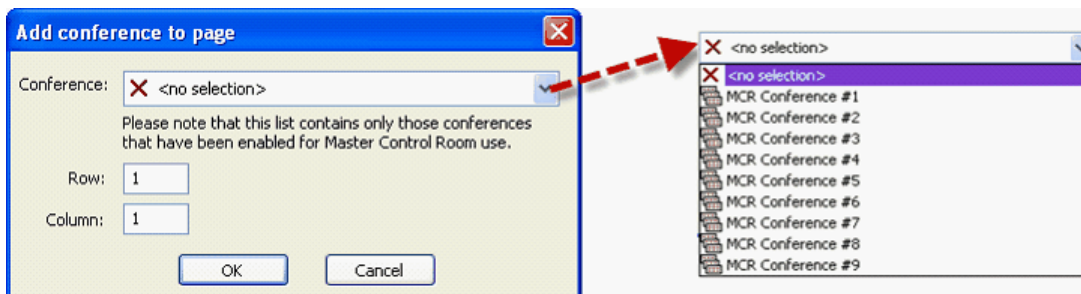 Add conference to page
Conference: <no selection>
Please note that this list contains only those conferences
that have been enabled for Master Control Room use.
Row: 1
Column: 1
OK Cancel
<no selection>
<no selection>
MCR Conference #1
MCR Conference #2
MCR Conference #3
MCR Conference #4
MCR Conference #5
MCR Conference #6
MCR Conference #7
MCR Conference #8
MCR Conference #9